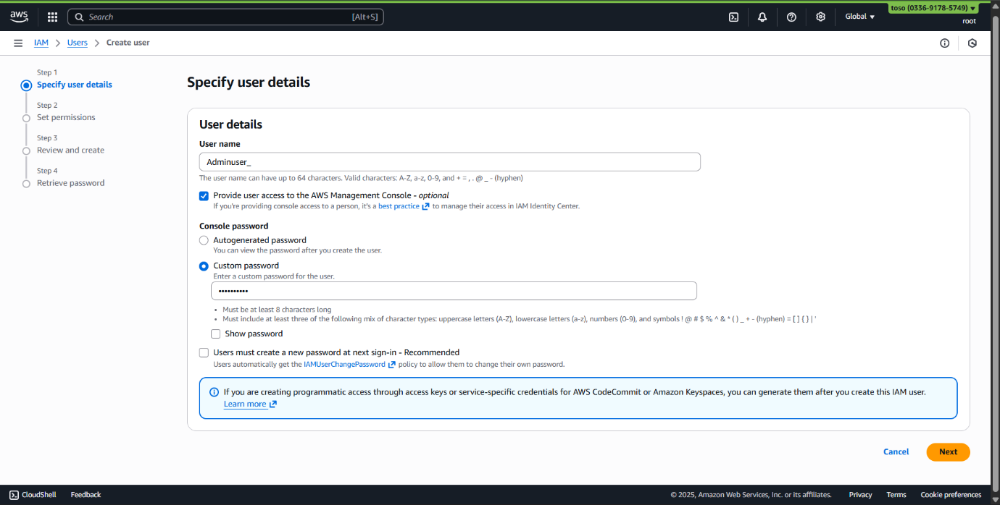 aws
Search [Alt+S]
Global ▼
toso (0336-9178-5749) ▼
root
IAM > Users > Create user
Step 1
Specify user details
Step 2
Set permissions
Step 3
Review and create
Step 4
Retrieve password
Specify user details
User details
User name
Adminuser_
The user name can have up to 64 characters. Valid characters: A-Z, a-z, 0-9, and + = , . @ _ - (hyphen)
Provide user access to the AWS Management Console - optional
If you're providing console access to a person, it's a best practice to manage their access in IAM Identity Center.
Console password
Autogenerated password
You can view the password after you create the user.
Custom password
Enter a custom password for the user.
••••••••••
• Must be at least 8 characters long
• Must include at least three of the following mix of character types: uppercase letters (A-Z), lowercase letters (a-z), numbers (0-9), and symbols ! @ # $ % ^ & * ( ) _ + - (hyphen) = [ ] { } | '
Show password
Users must create a new password at next sign-in - Recommended
Users automatically get the IAMUserChangePassword policy to allow them to change their own password.
If you are creating programmatic access through access keys or service-specific credentials for AWS CodeCommit or Amazon Keyspaces, you can generate them after you create this IAM user.
Learn more
Cancel Next
CloudShell Feedback © 2025, Amazon Web Services, Inc. or its affiliates. Privacy Terms Cookie preferences